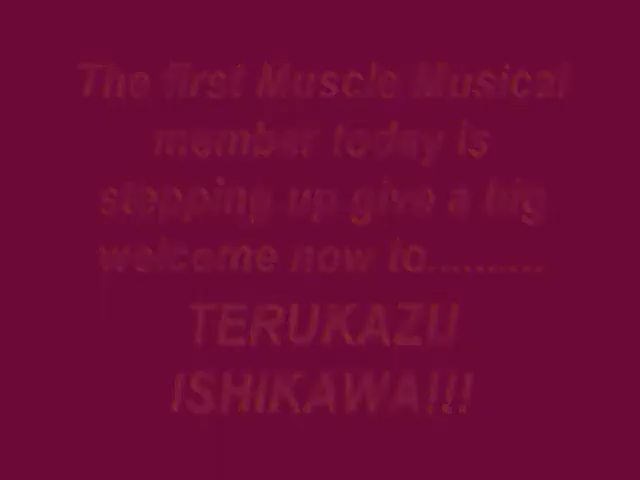 The first Muscle Musical
member today is
stepping up give a big
welcome now to..........
TERUKAZU
ISHIKAWA!!!